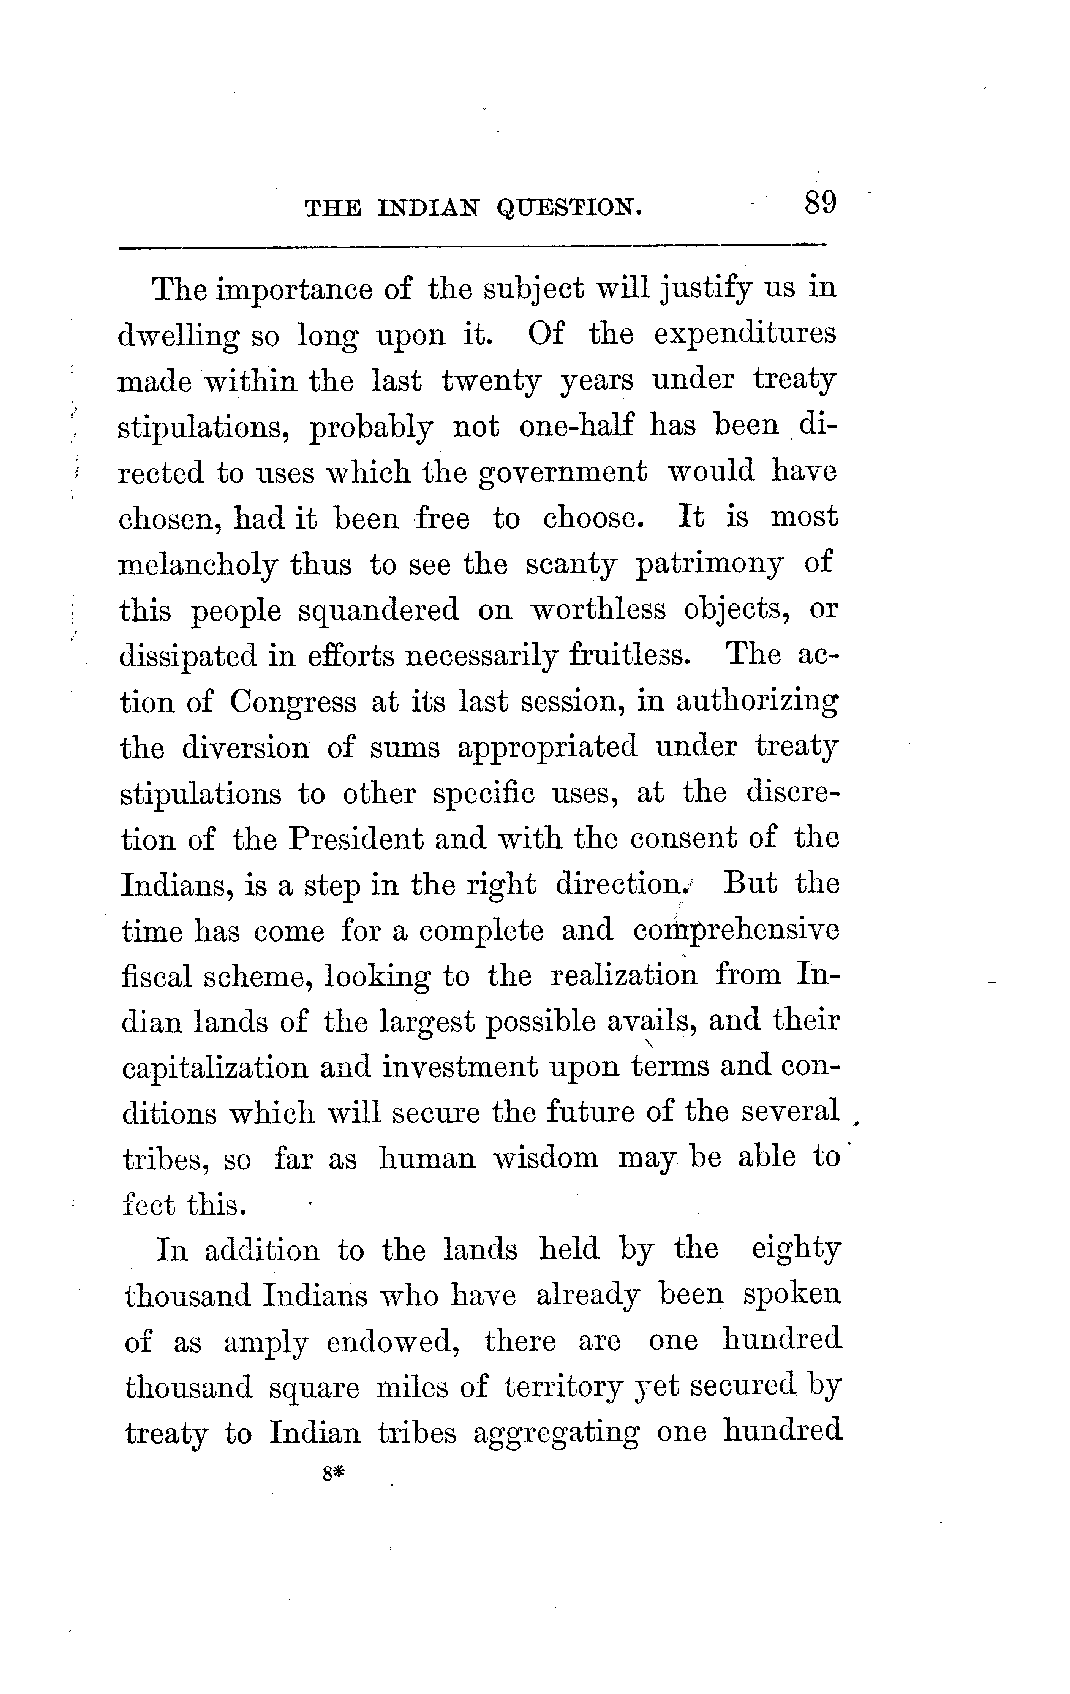 THE INDIAN QUESTION. 89
The importance of the subject will justify us in
dwelling so long upon it. Of the expenditures
made within the last twenty years under treaty
stipulations, probably not one-half has been di-
rected to uses which the government would have
chosen, had it been free to choose. It is most
melancholy thus to see the scanty patrimony of
this people squandered on worthless objects, or
dissipated in efforts necessarily fruitless. The ac-
tion of Congress at its last session, in authorizing
the diversion of sums appropriated under treaty
stipulations to other specific uses, at the discre-
tion of the President and with the consent of the
Indians, is a step in the right direction. But the
time has come for a complete and comprehensive
fiscal scheme, looking to the realization from In-
dian lands of the largest possible avails, and their
capitalization and investment upon terms and con-
ditions which will secure the future of the several
tribes, so far as human wisdom may be able to
fect this.
In addition to the lands held by the eighty
thousand Indians who have already been spoken
of as amply endowed, there are one hundred
thousand square miles of territory yet secured by
treaty to Indian tribes aggregating one hundred
8*